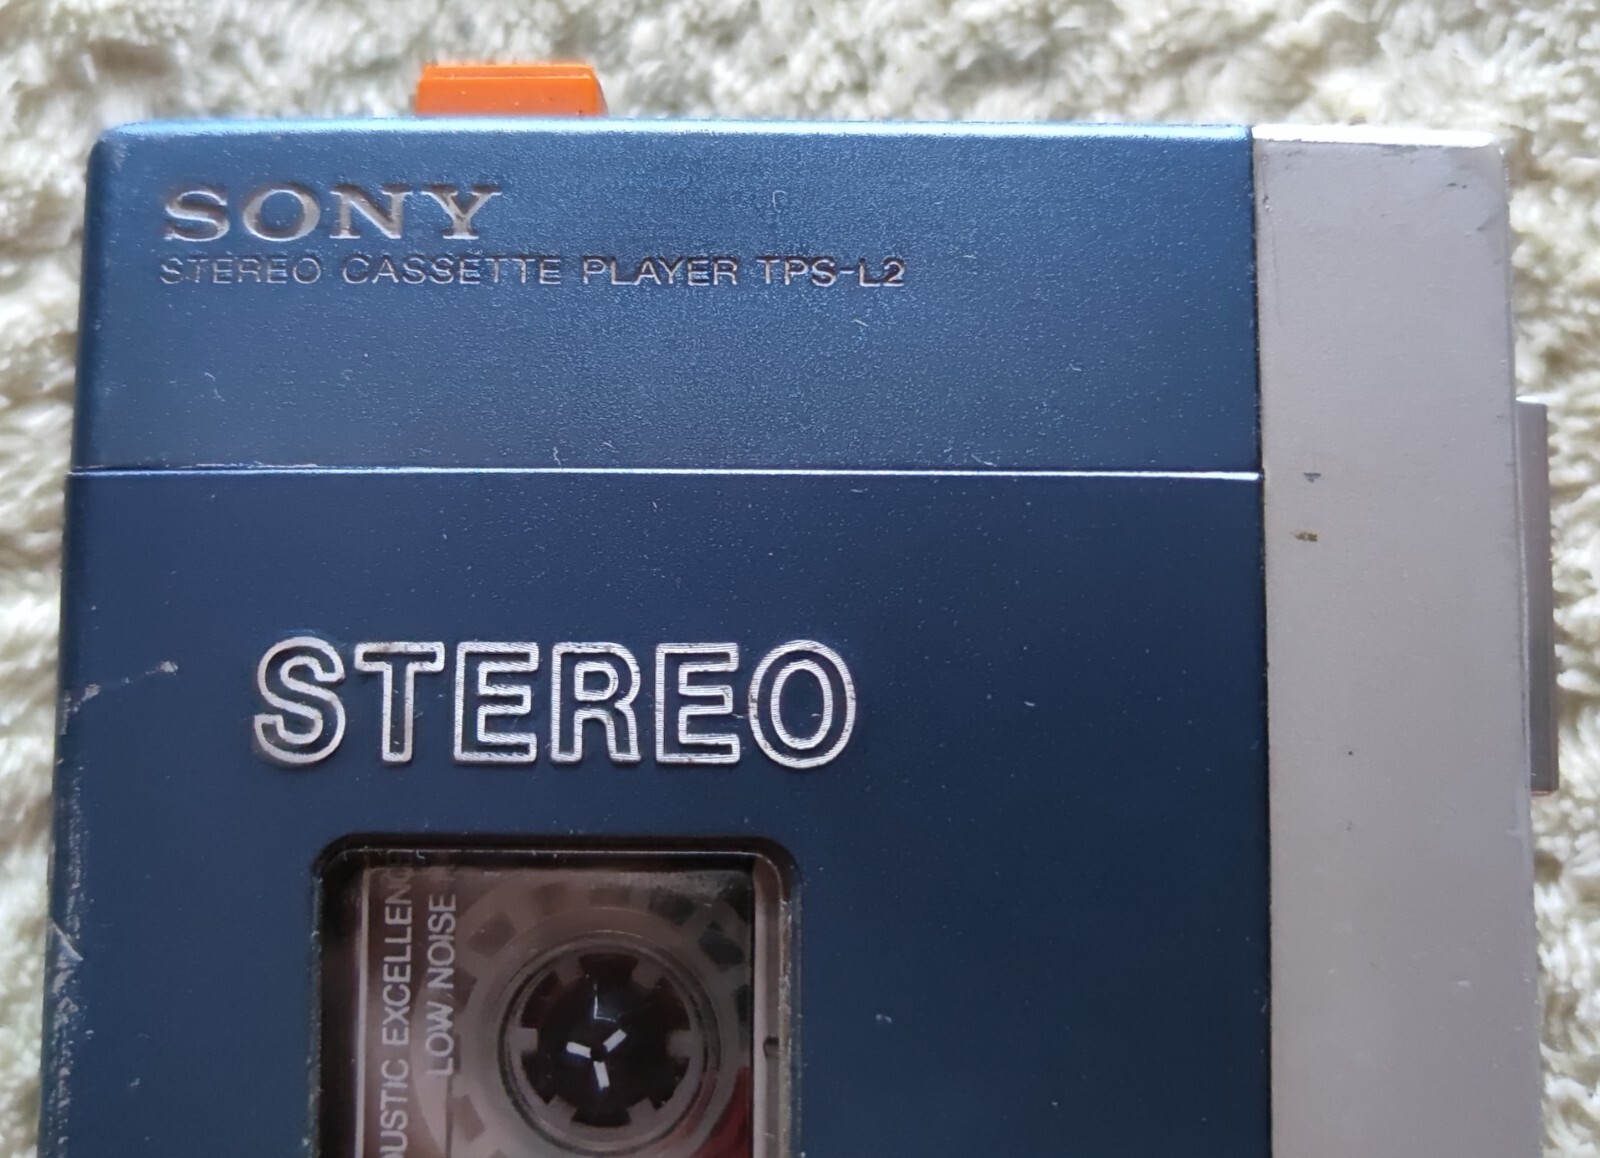 SONY
STEREO CASSETTE PLAYER TPS-L2
STEREO
LOW NOISE